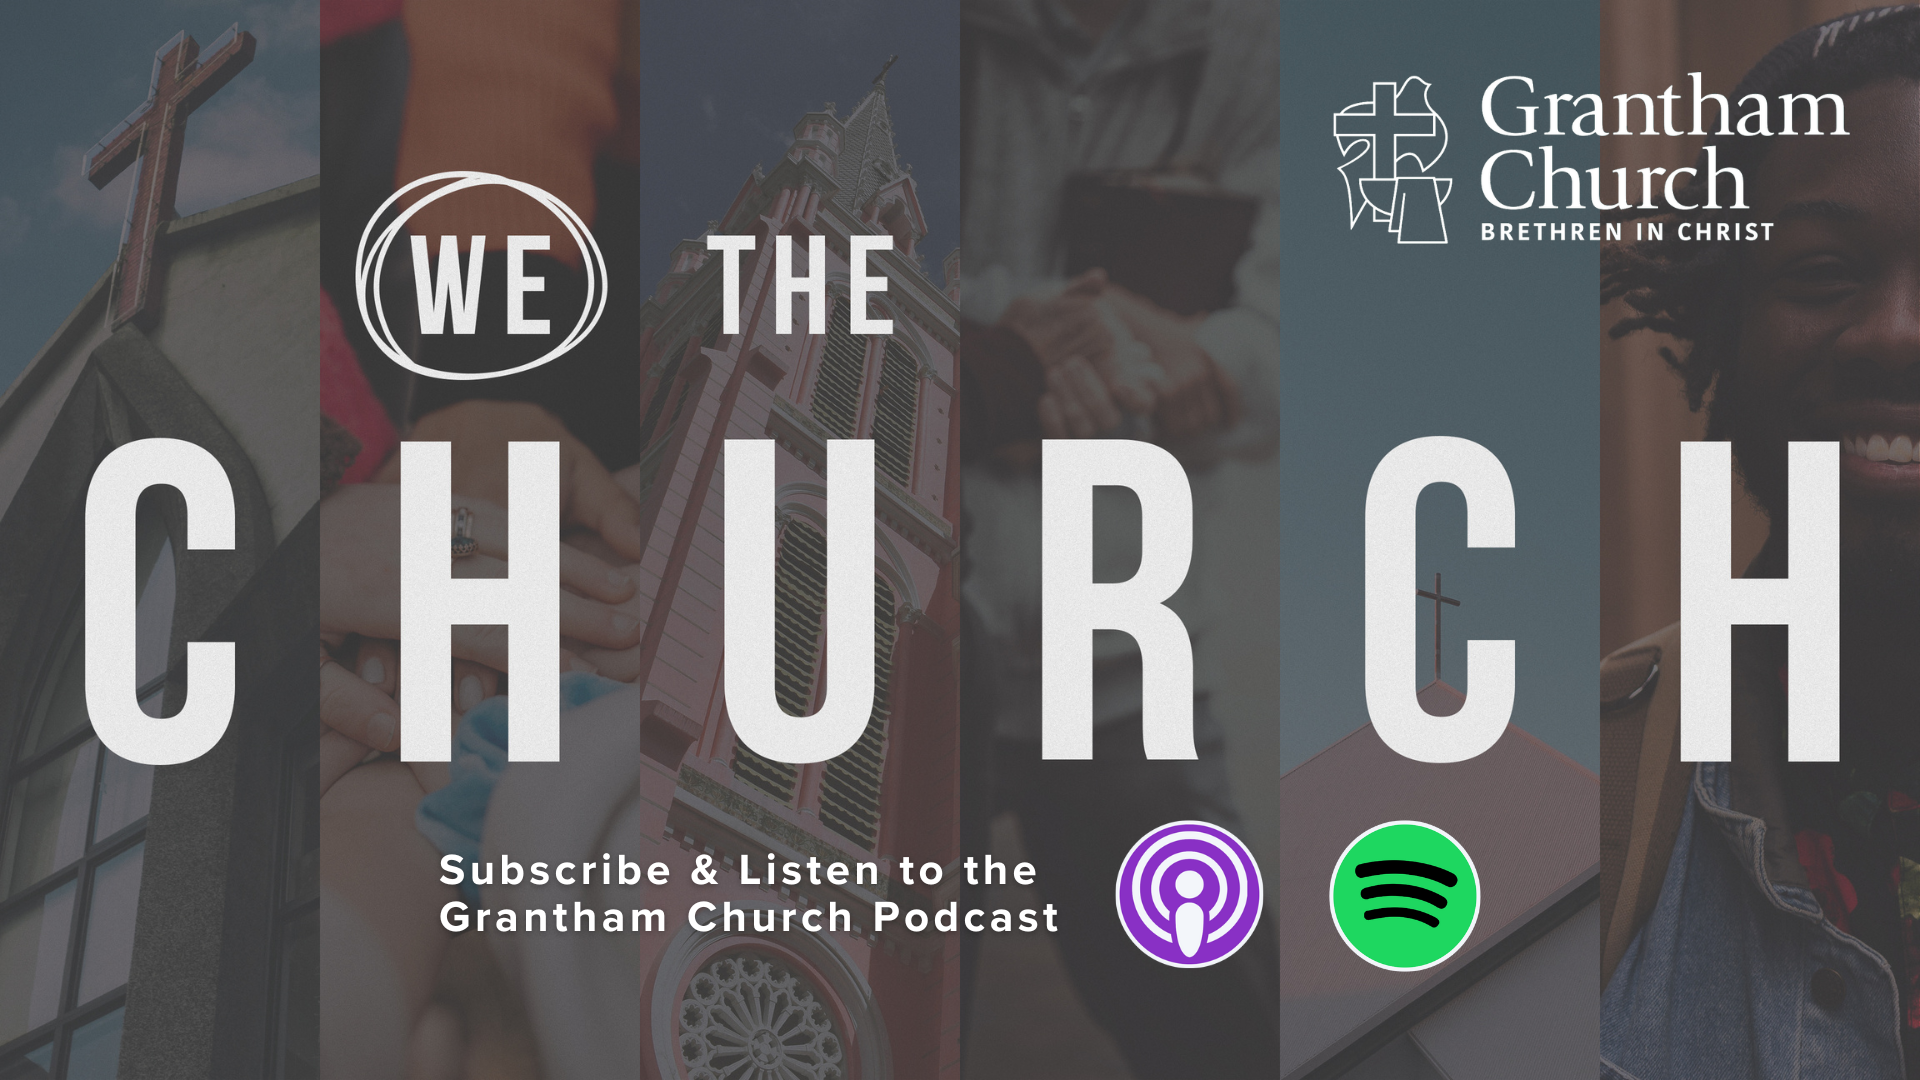 Grantham
Church
BRETHREN IN CHRIST
WE THE
CHURCH
Subscribe & Listen to the
Grantham Church Podcast